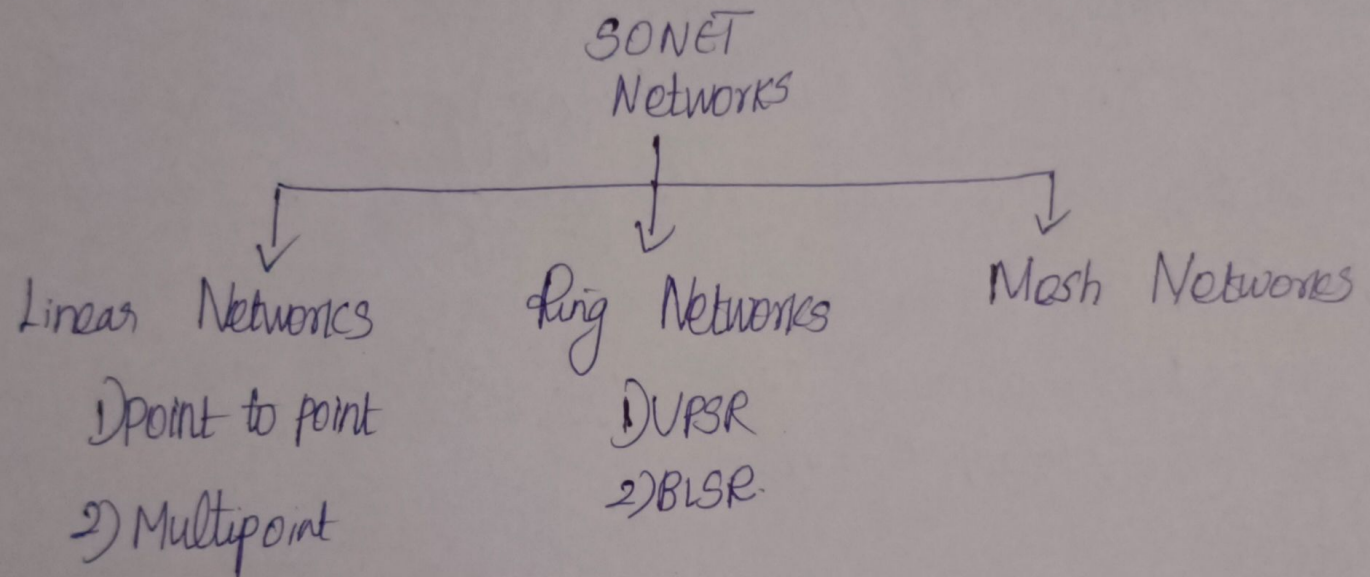 SONET
Networks
Linear Networks
Ring Networks
Mesh Networks
1) Point to point
2) Multipoint
1) UPSR
2) BLSR.